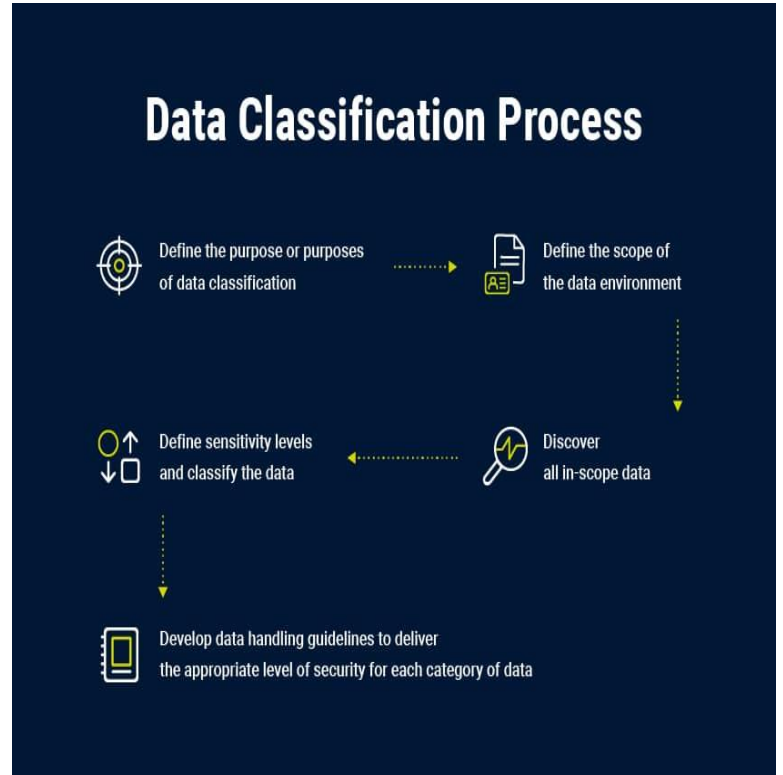 Data Classification Process
Define the purpose or purposes
of data classification
Define the scope of
the data environment
Discover
all in-scope data
Define sensitivity levels
and classify the data
Develop data handling guidelines to deliver
the appropriate level of security for each category of data